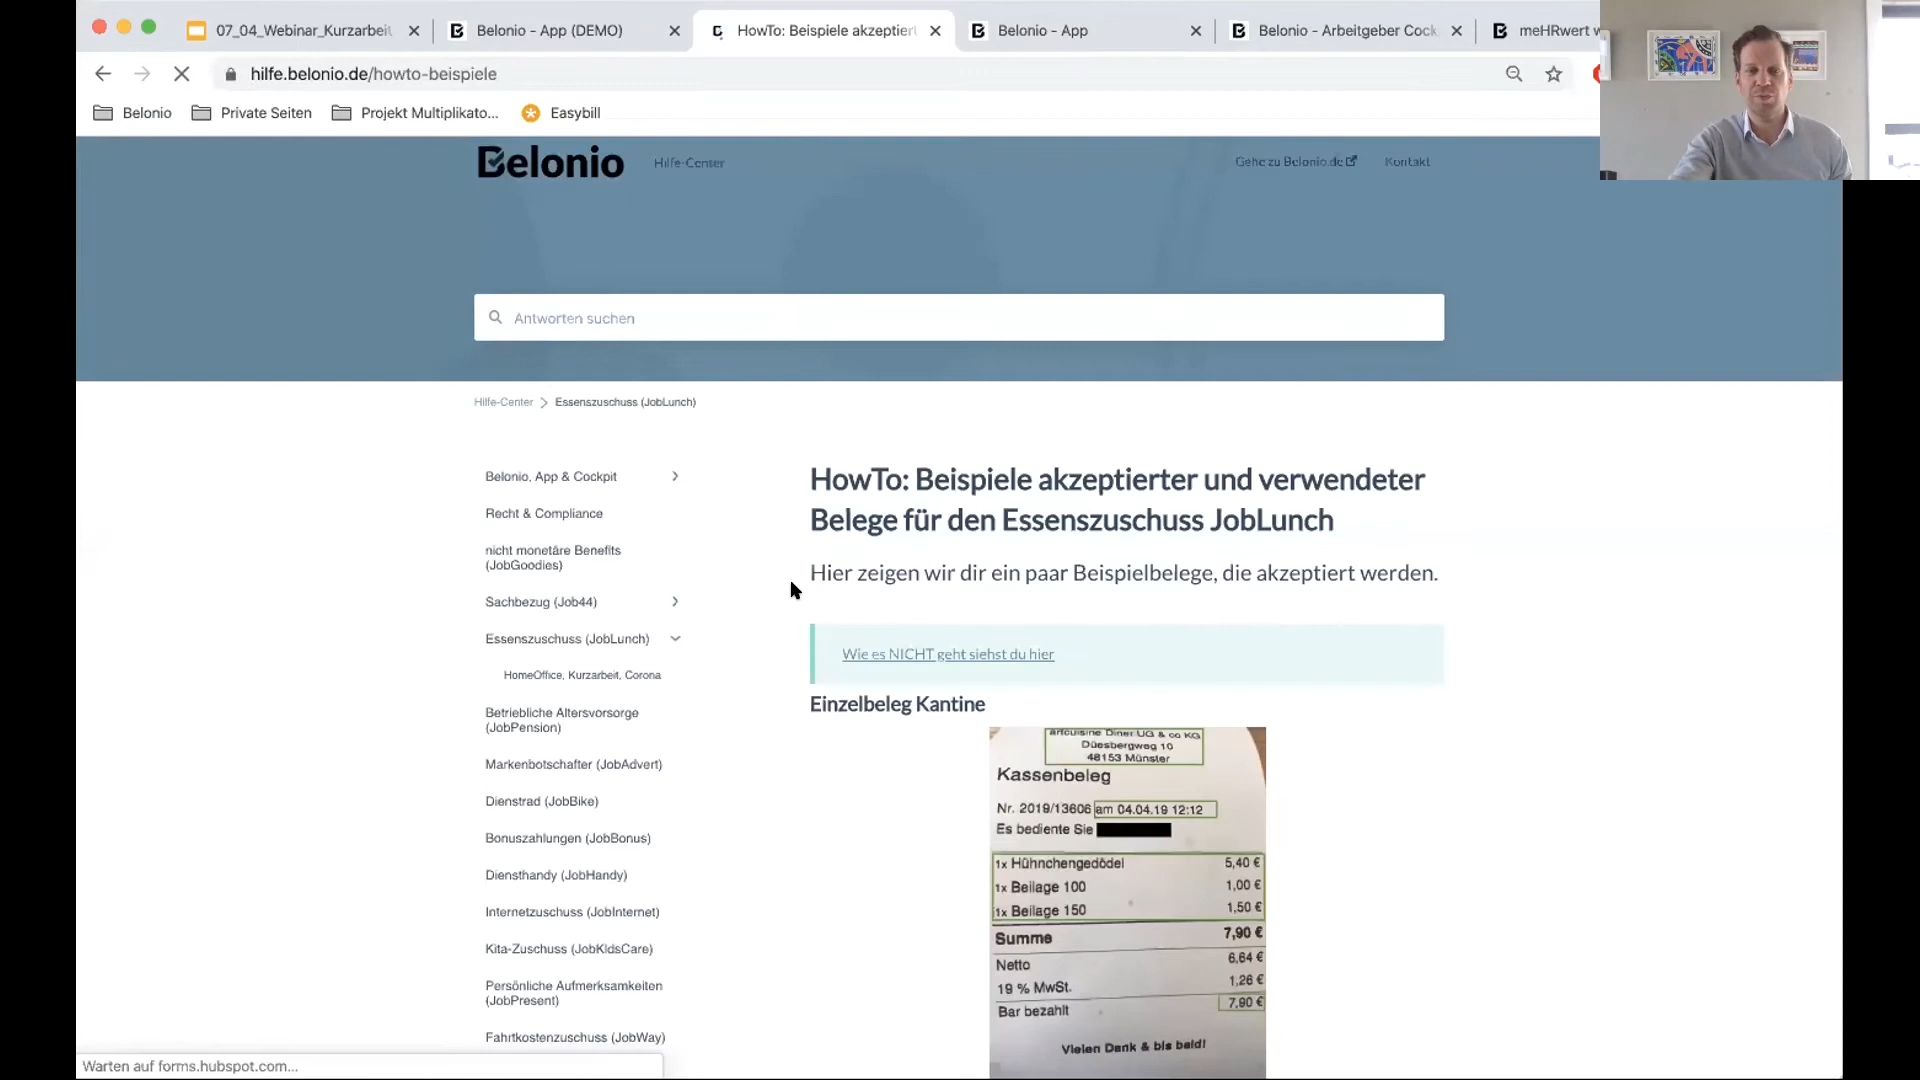 07_04_Webinar_Kurzarbeit
Belonio - App (DEMO)
HowTo: Beispiele akzeptiert
Belonio - App
Belonio - Arbeitgeber Cock
meHRwert
hilfe.belonio.de/howto-beispiele
Belonio
Private Seiten
Projekt Multiplikato...
Easybill
Belonio
Hilfe-Center
Gehe zu Belonio.de
Kontakt
Antworten suchen
Hilfe-Center
Essenszuschuss (JobLunch)
Belonio, App & Cockpit
Recht & Compliance
nicht monetäre Benefits
(JobGoodies)
Sachbezug (Job44)
Essenszuschuss (JobLunch)
HomeOffice, Kurzarbeit, Corona
Betriebliche Altersvorsorge
(JobPension)
Markenbotschafter (JobAdvert)
Dienstrad (JobBike)
Bonuszahlungen (JobBonus)
Diensthandy (JobHandy)
Internetzuschuss (JobInternet)
Kita-Zuschuss (JobKidsCare)
Persönliche Aufmerksamkeiten
(JobPresent)
Fahrtkostenzuschuss (JobWay)
HowTo: Beispiele akzeptierter und verwendeter
Belege für den Essenszuschuss JobLunch
Hier zeigen wir dir ein paar Beispielbelege, die akzeptiert werden.
Wie es NICHT geht siehst du hier
Einzelbeleg Kantine
artcuisine Diner UG & co KG
Düesbergweg 10
48153 Münster
Kassenbeleg
Nr. 2019/13606 am 04.04.19 12:12
Es bediente Sie
1x Hühnchengedödel 5,40 €
1x Beilage 100 1,00 €
1x Beilage 150 1,50 €
Summe 7,90 €
Netto 6,64 €
19 % MwSt. 1,26 €
Bar bezahlt 7,90 €
Vielen Dank & bis bald!
Warten auf forms.hubspot.com...